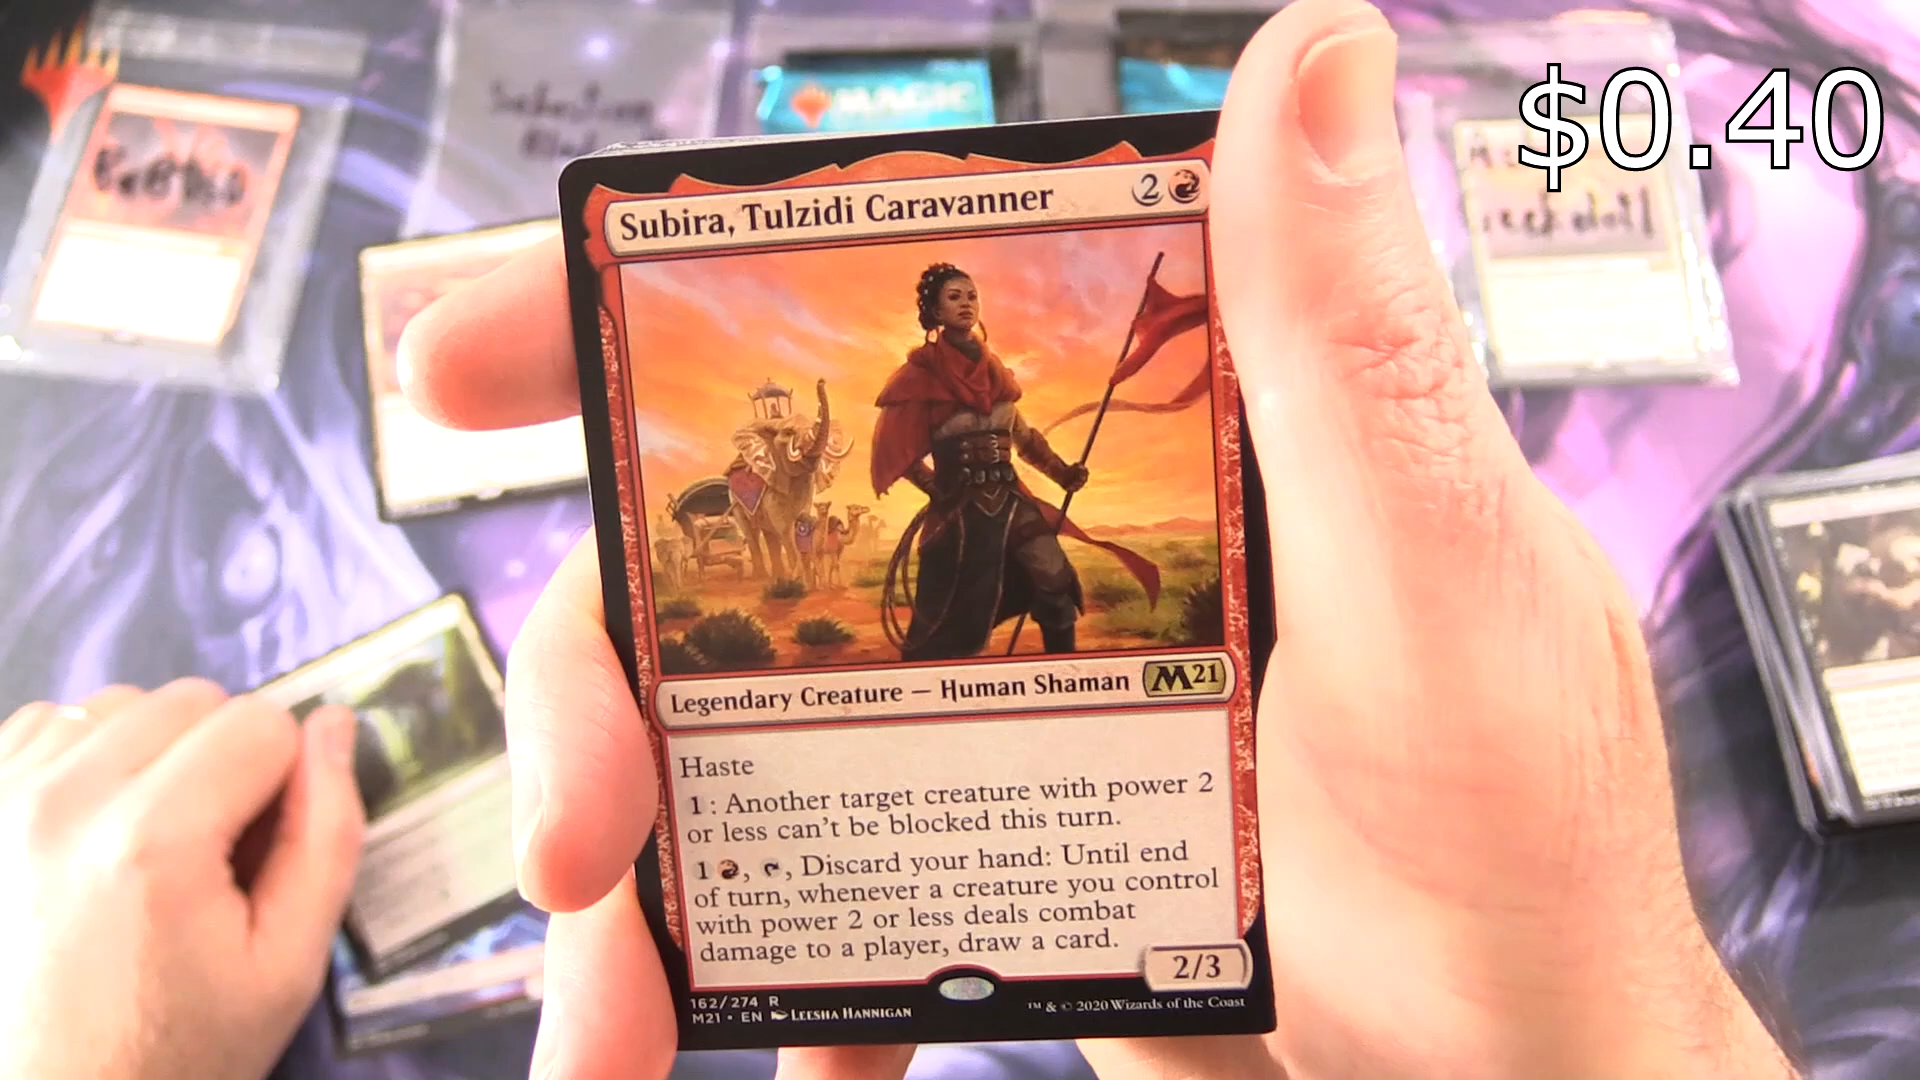 $0.40
MAGIC
Subira, Tulzidi Caravanner 2
Legendary Creature — Human Shaman M21
Haste
1: Another target creature with power 2
or less can't be blocked this turn.
1 , , Discard your hand: Until end
of turn, whenever a creature you control
with power 2 or less deals combat
damage to a player, draw a card.
2/3
162/274 R
M21 • EN LEESHA HANNIGAN
™ & © 2020 Wizards of the Coast